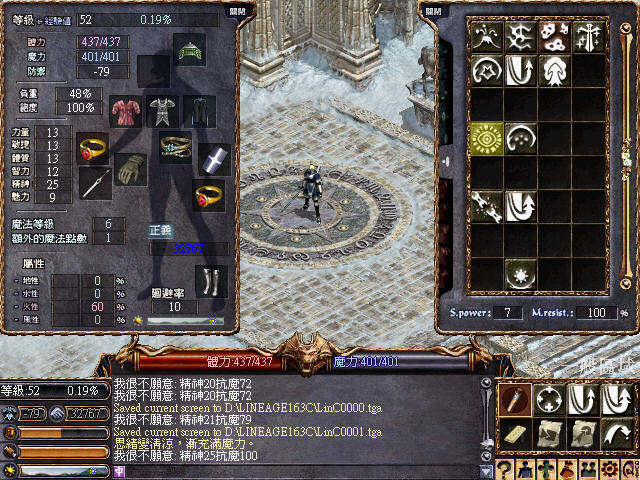 關閉
等級 & 經驗值 52 0.19%
體力 437/437
魔力 401/401
防禦 -79
負重 48%
飽度 100%
力量 13
敏捷 13
體質 13
智力 12
精神 25
魅力 9
魔法等級 6
額外的魔法點數 1
正義
32767
屬性
- 地性 0 %
- 水性 0 %
- 火性 60 %
- 風性 0 %
迴避率
10
關閉
S.power: 7 M.resist.: 100 %
體力:437/437 魔力:401/401
等級:52 0.19%
-79 32767
我很不願意: 精神20抗魔72
我很不願意: 精神20抗魔72
Saved current screen to D:\LINEAGE163C\LinC0000.tga
我很不願意: 精神21抗魔79
Saved current screen to D:\LINEAGE163C\LinC0001.tga
思緒變清涼，漸充滿魔力。
我很不願意: 精神25抗魔100
中